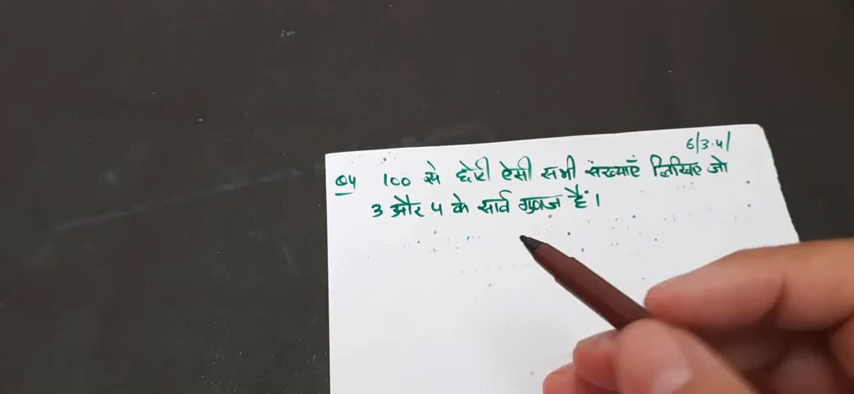 6/3.4/
Q4 100 से छोटी ऐसी सभी संख्याएँ लिखिए जो
3 और 4 के सार्व गुणज हैं।